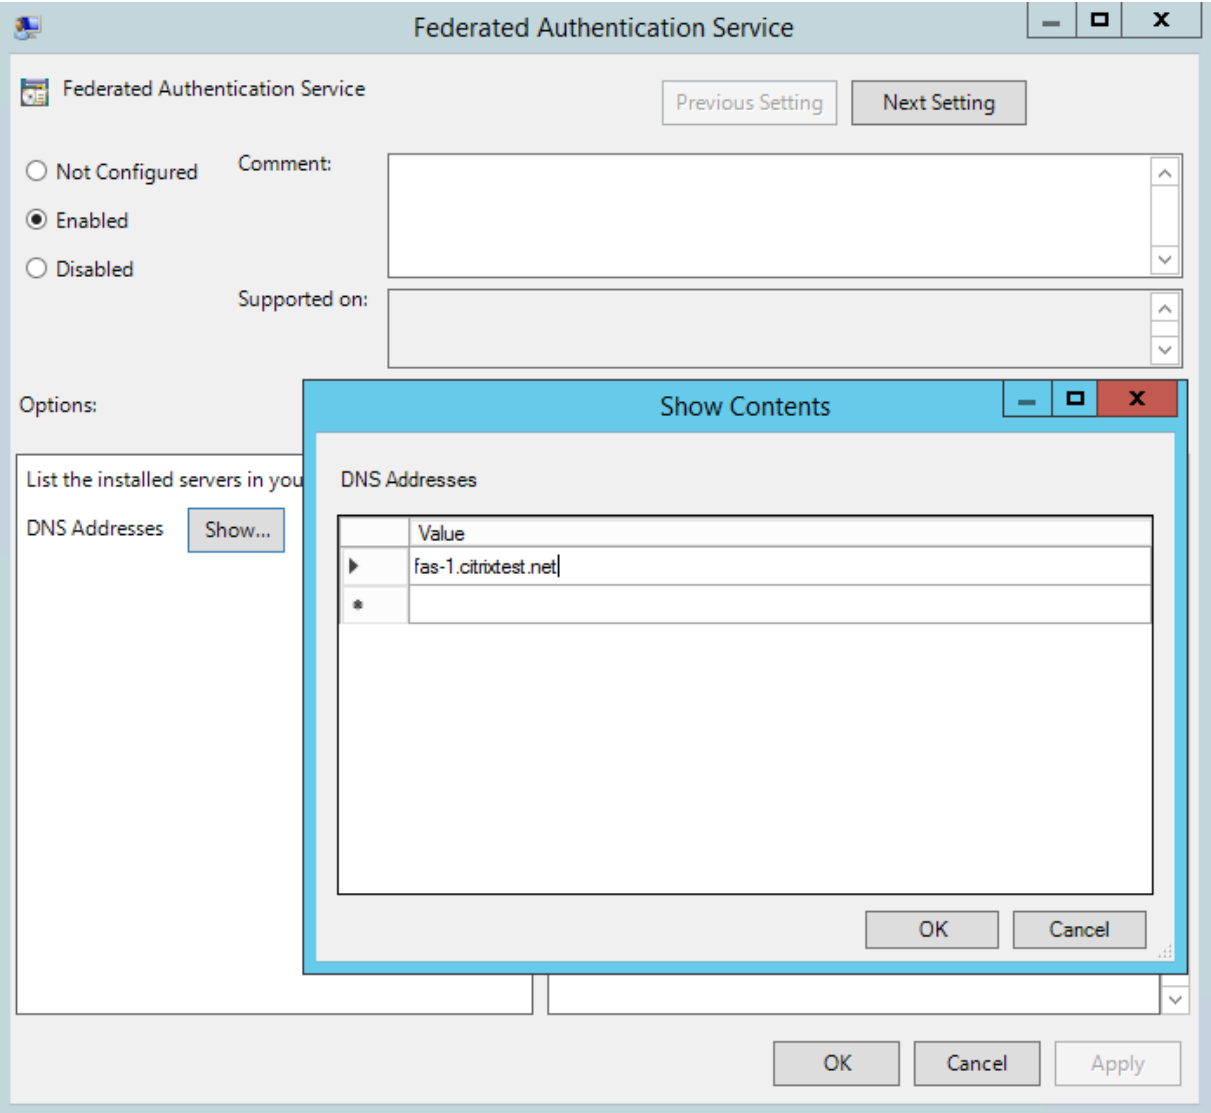 Federated Authentication Service
Federated Authentication Service
Previous Setting
Next Setting
Not Configured
Comment:
Enabled
Disabled
Supported on:
Options:
Show Contents
List the installed servers in you
DNS Addresses
Show...
DNS Addresses
Value
fas-1.citrixtest.net
OK
Cancel
OK
Cancel
Apply